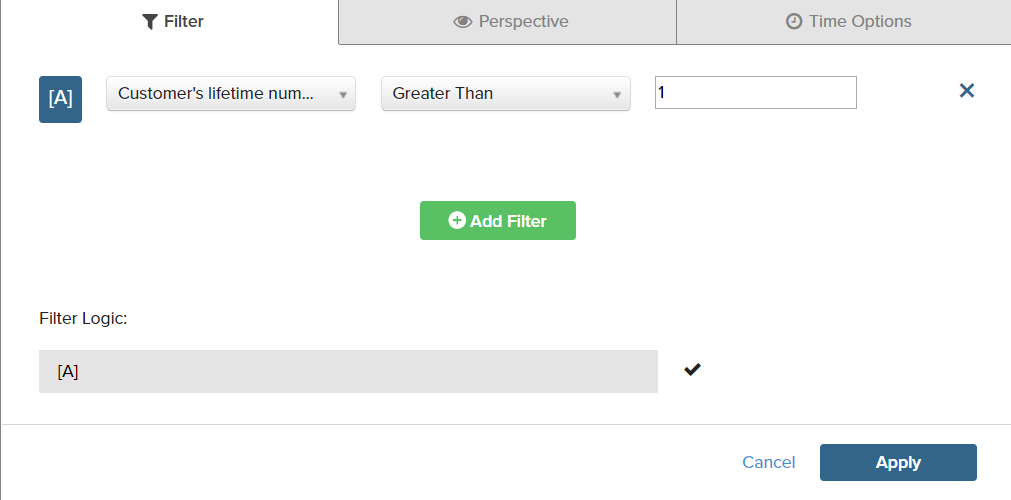 Filter
Perspective
Time Options
[A]
Customer's lifetime num...
Greater Than
1
Add Filter
Filter Logic:
[A]
Cancel
Apply